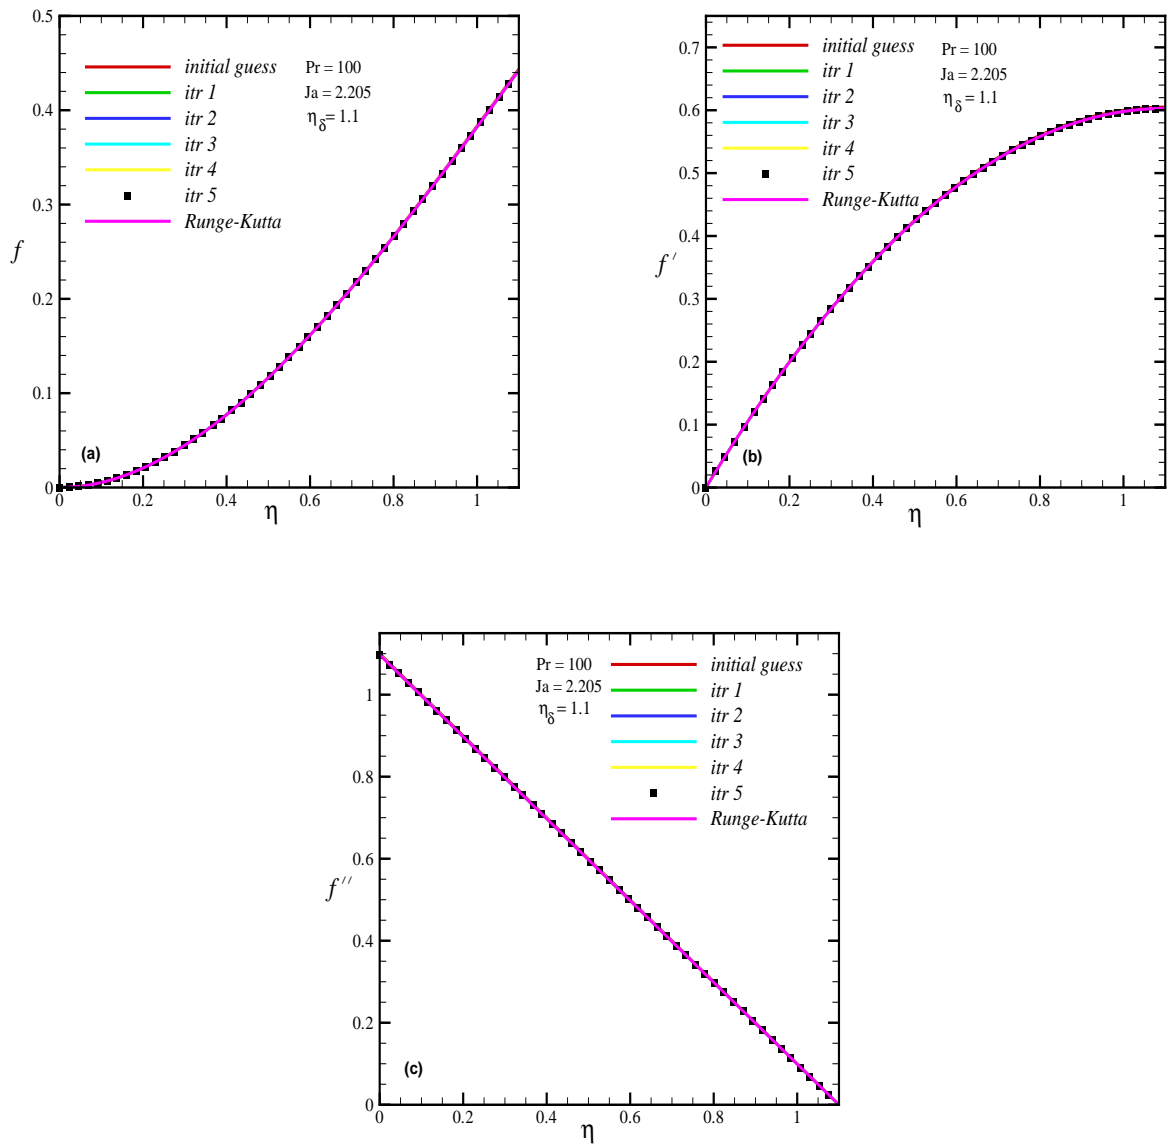 0.5
0.4
0.3
0.2
0.1
0
f
initial guess
itr 1
itr 2
itr 3
itr 4
itr 5
Runge-Kutta
Pr = 100
Ja = 2.205
ηδ = 1.1
(a)
0 0.2 0.4 0.6 0.8 1
η
0.7
0.6
0.5
0.4
0.3
0.2
0.1
0
f′
initial guess
itr 1
itr 2
itr 3
itr 4
itr 5
Runge-Kutta
Pr = 100
Ja = 2.205
ηδ = 1.1
(b)
0 0.2 0.4 0.6 0.8 1
η
1
0.8
0.6
0.4
0.2
0
f′′
Pr = 100
Ja = 2.205
ηδ = 1.1
initial guess
itr 1
itr 2
itr 3
itr 4
itr 5
Runge-Kutta
(c)
0 0.2 0.4 0.6 0.8 1
η